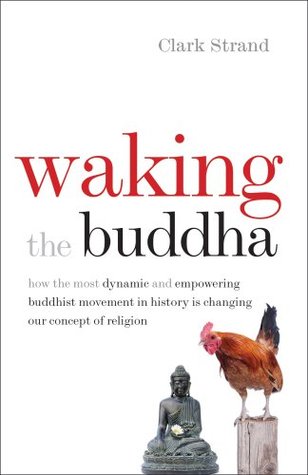 Clark Strand
waking
the buddha
how the most dynamic and empowering
buddhist movement in history is changing
our concept of religion